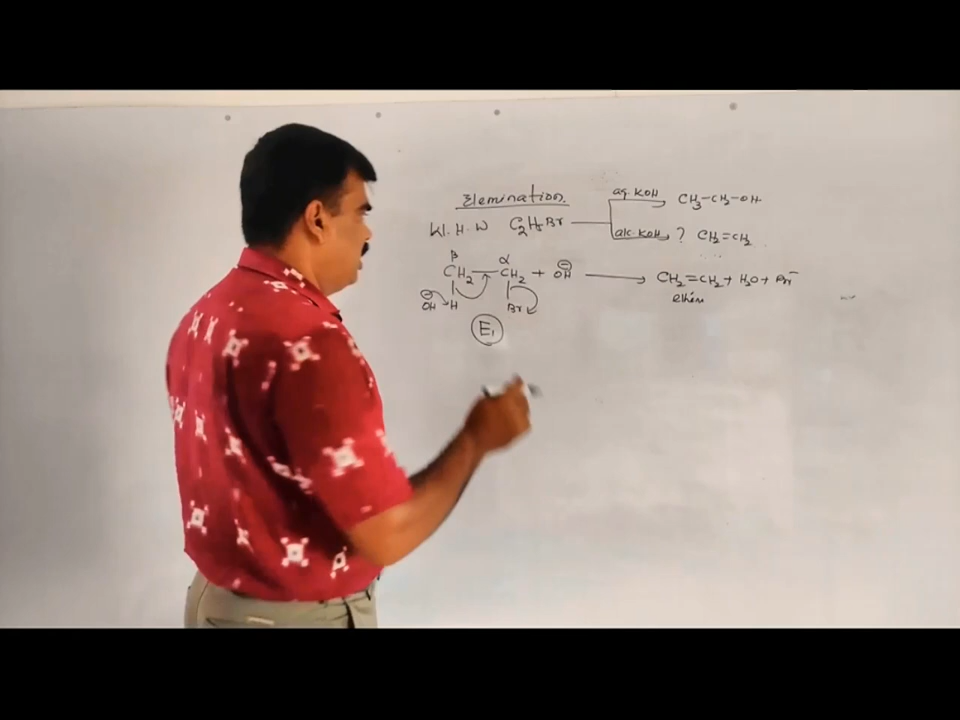 Elemination.
W.H.W C₂H₅Br
aq. KOH CH₃-CH₂-OH
alc. KOH ? CH₂=CH₂
β α
CH₂—CH₂ + OH⊖ ⟶ CH₂=CH₂ + H₂O + Br⁻
⊖OH H Br
E₁